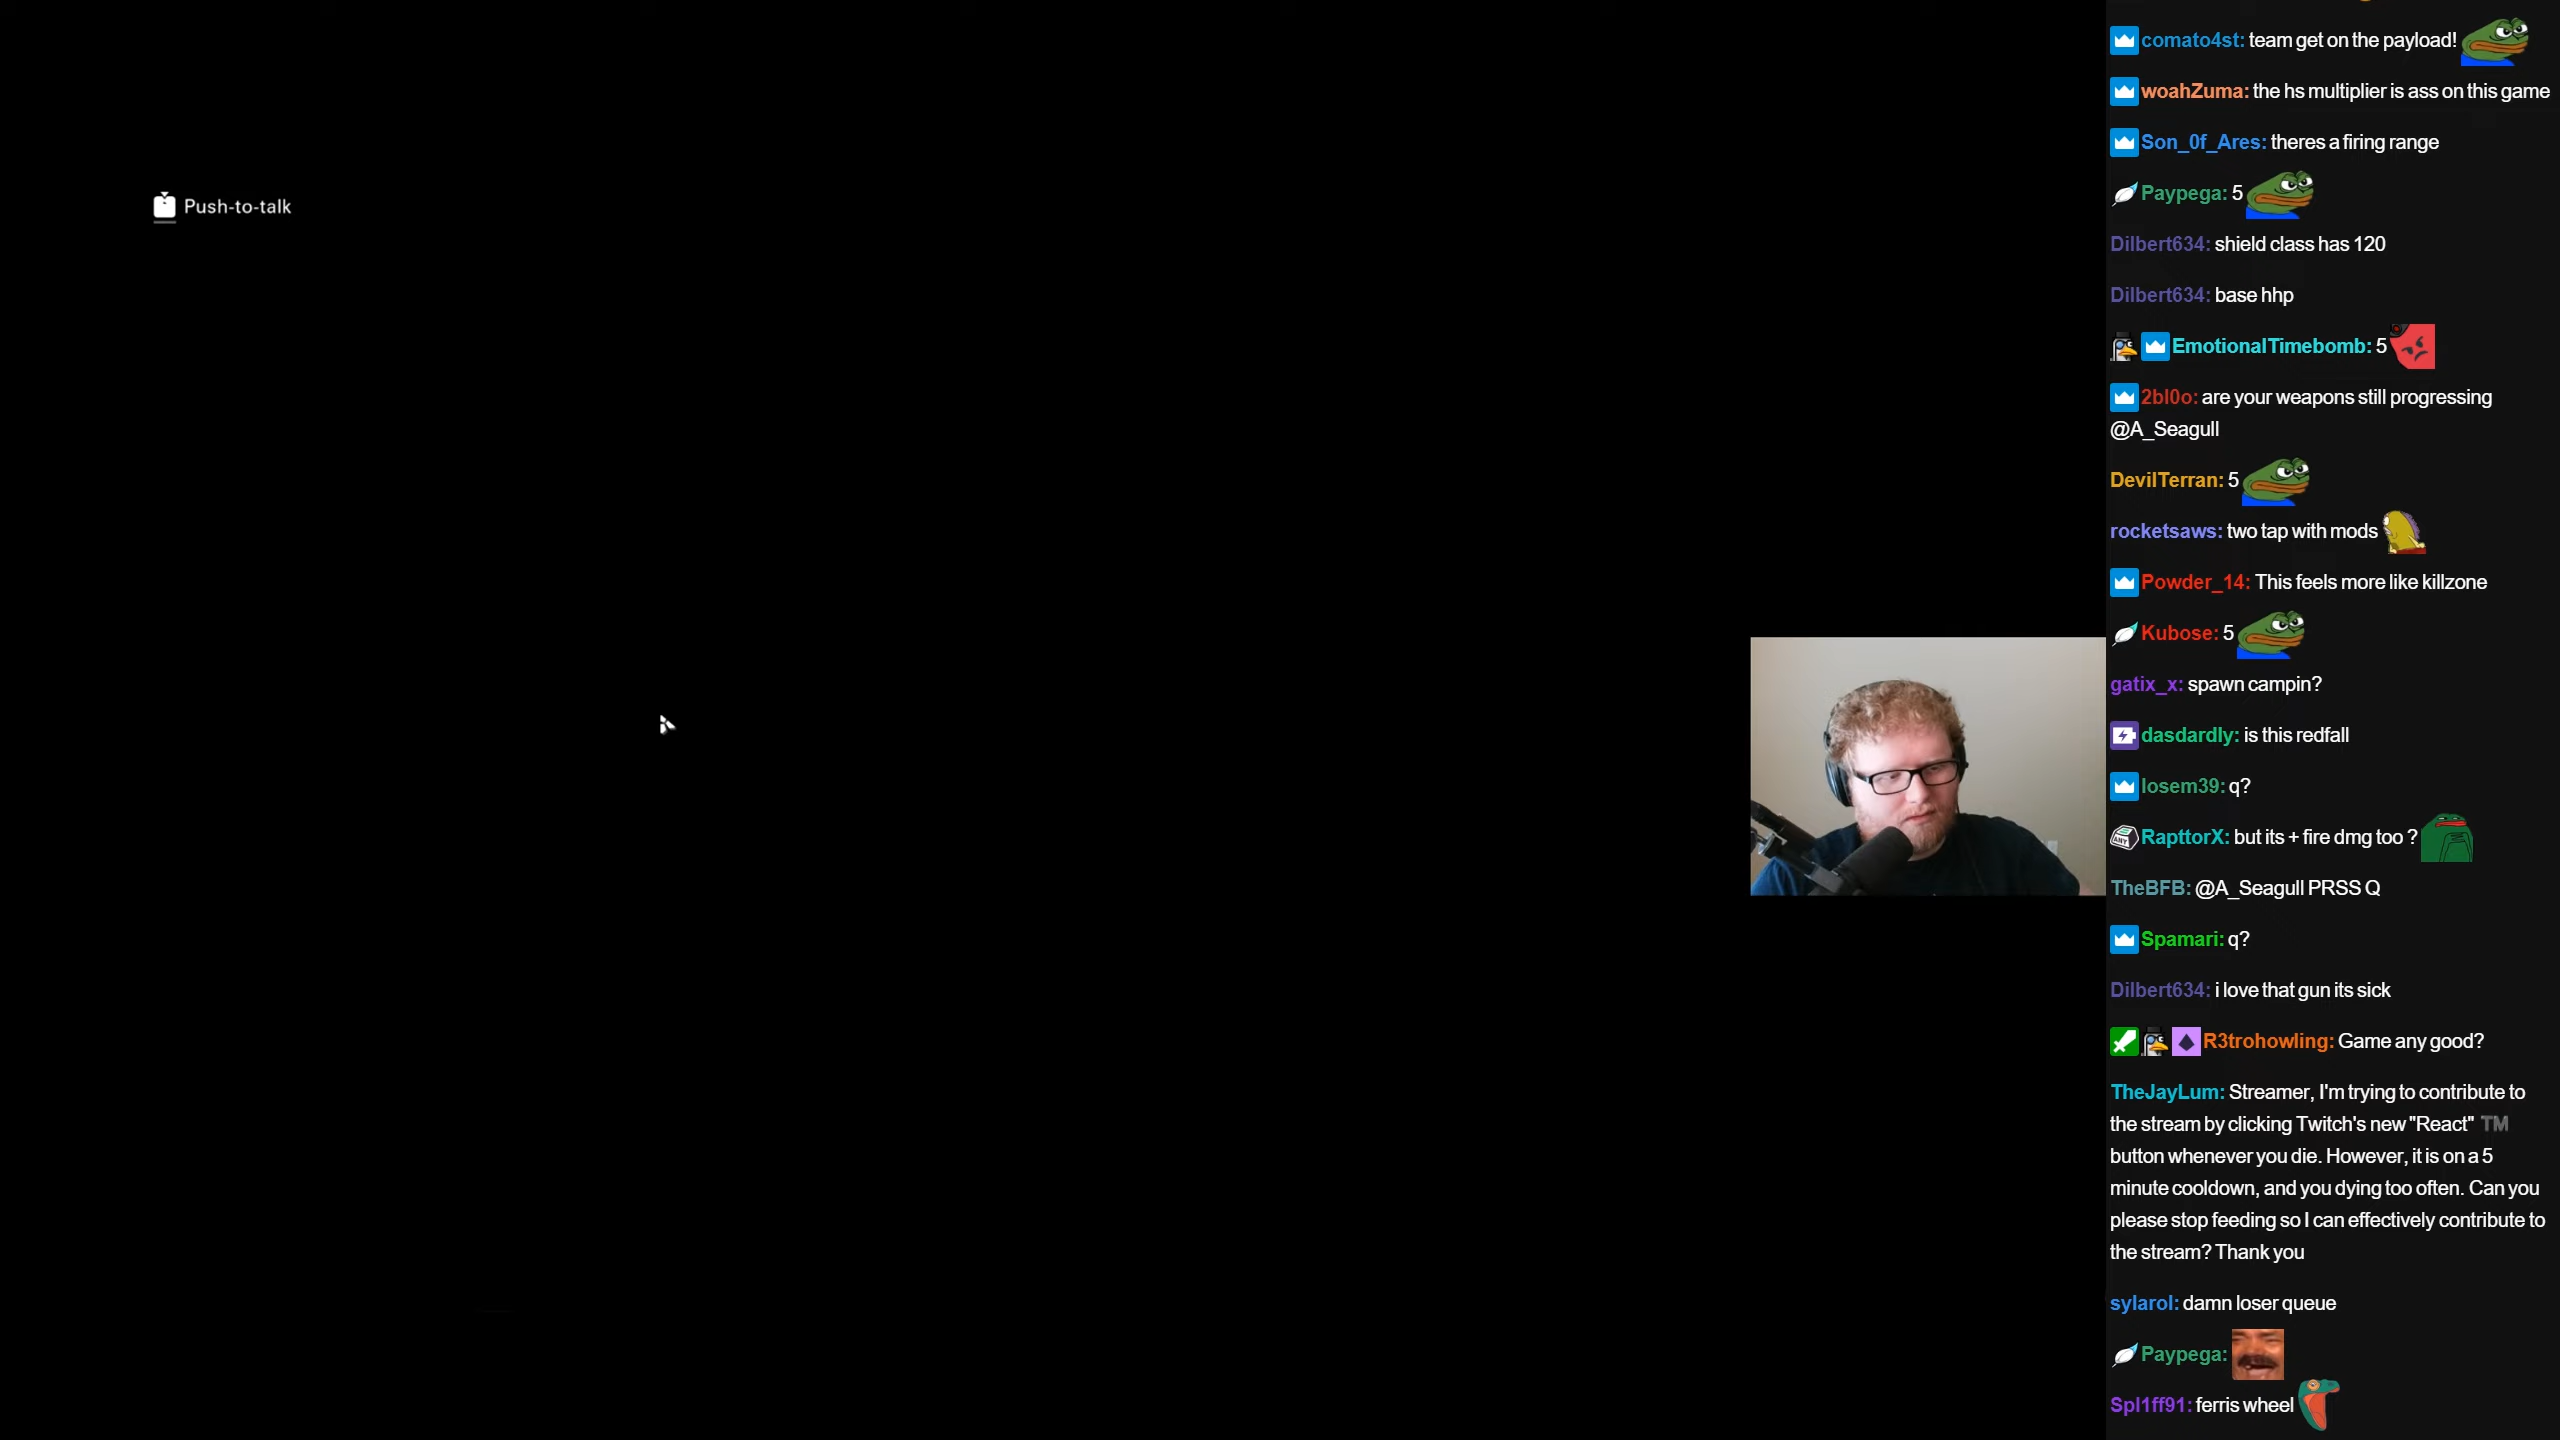 Push-to-talk
comato4st: team get on the payload!
woahZuma: the hs multiplier is ass on this game
Son_0f_Ares: theres a firing range
Paypega: 5
Dilbert634: shield class has 120
Dilbert634: base hhp
EmotionalTimebomb: 5
2bl0o: are your weapons still progressing
@A_Seagull
DevilTerran: 5
rocketsaws: two tap with mods
Powder_14: This feels more like killzone
Kubose: 5
gatix_x: spawn campin?
dasdardly: is this redfall
losem39: q?
RapttorX: but its + fire dmg too ?
TheBFB: @A_Seagull PRSS Q
Spamari: q?
Dilbert634: i love that gun its sick
R3trohowling: Game any good?
TheJayLum: Streamer, I'm trying to contribute to
the stream by clicking Twitch's new "React" TM
button whenever you die. However, it is on a 5
minute cooldown, and you dying too often. Can you
please stop feeding so I can effectively contribute to
the stream? Thank you
sylarol: damn loser queue
Paypega:
Spl1ff91: ferris wheel